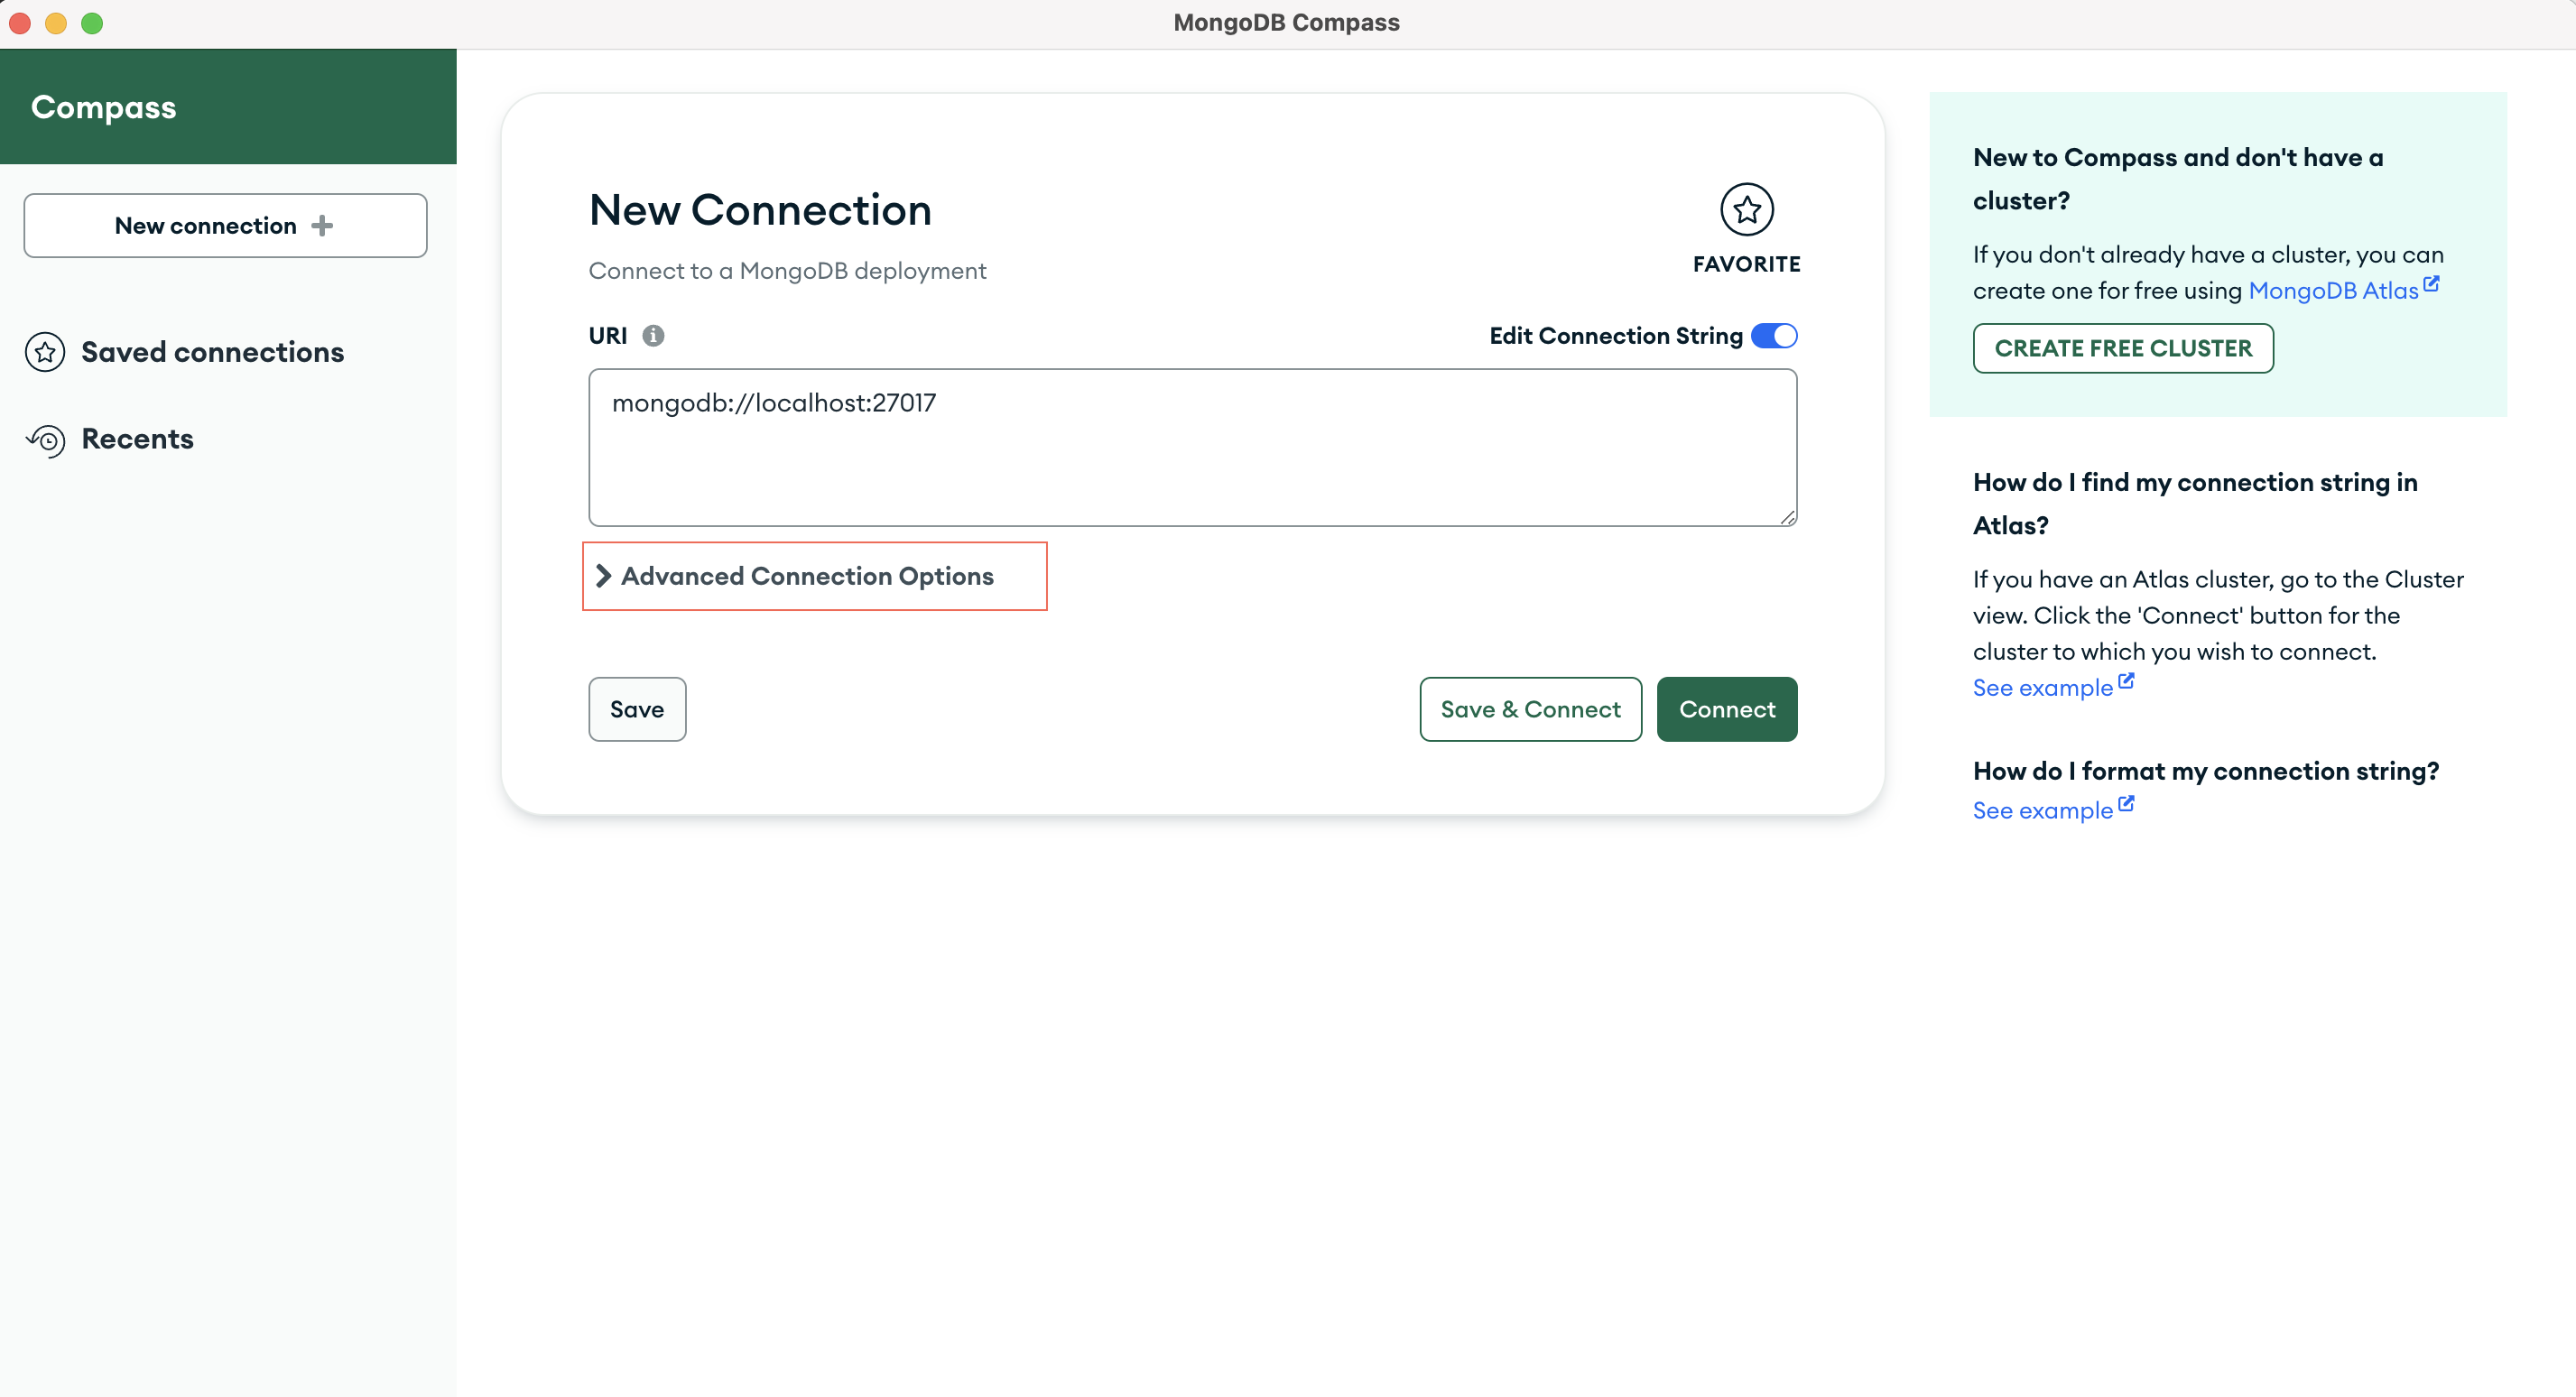 MongoDB Compass
Compass
New connection
Saved connections
Recents
New Connection
Connect to a MongoDB deployment
FAVORITE
URI
Edit Connection String
mongodb://localhost:27017
Advanced Connection Options
Save
Save & Connect
Connect
New to Compass and don't have a
cluster?
If you don't already have a cluster, you can
create one for free using MongoDB Atlas
CREATE FREE CLUSTER
How do I find my connection string in
Atlas?
If you have an Atlas cluster, go to the Cluster
view. Click the 'Connect' button for the
cluster to which you wish to connect.
See example
How do I format my connection string?
See example